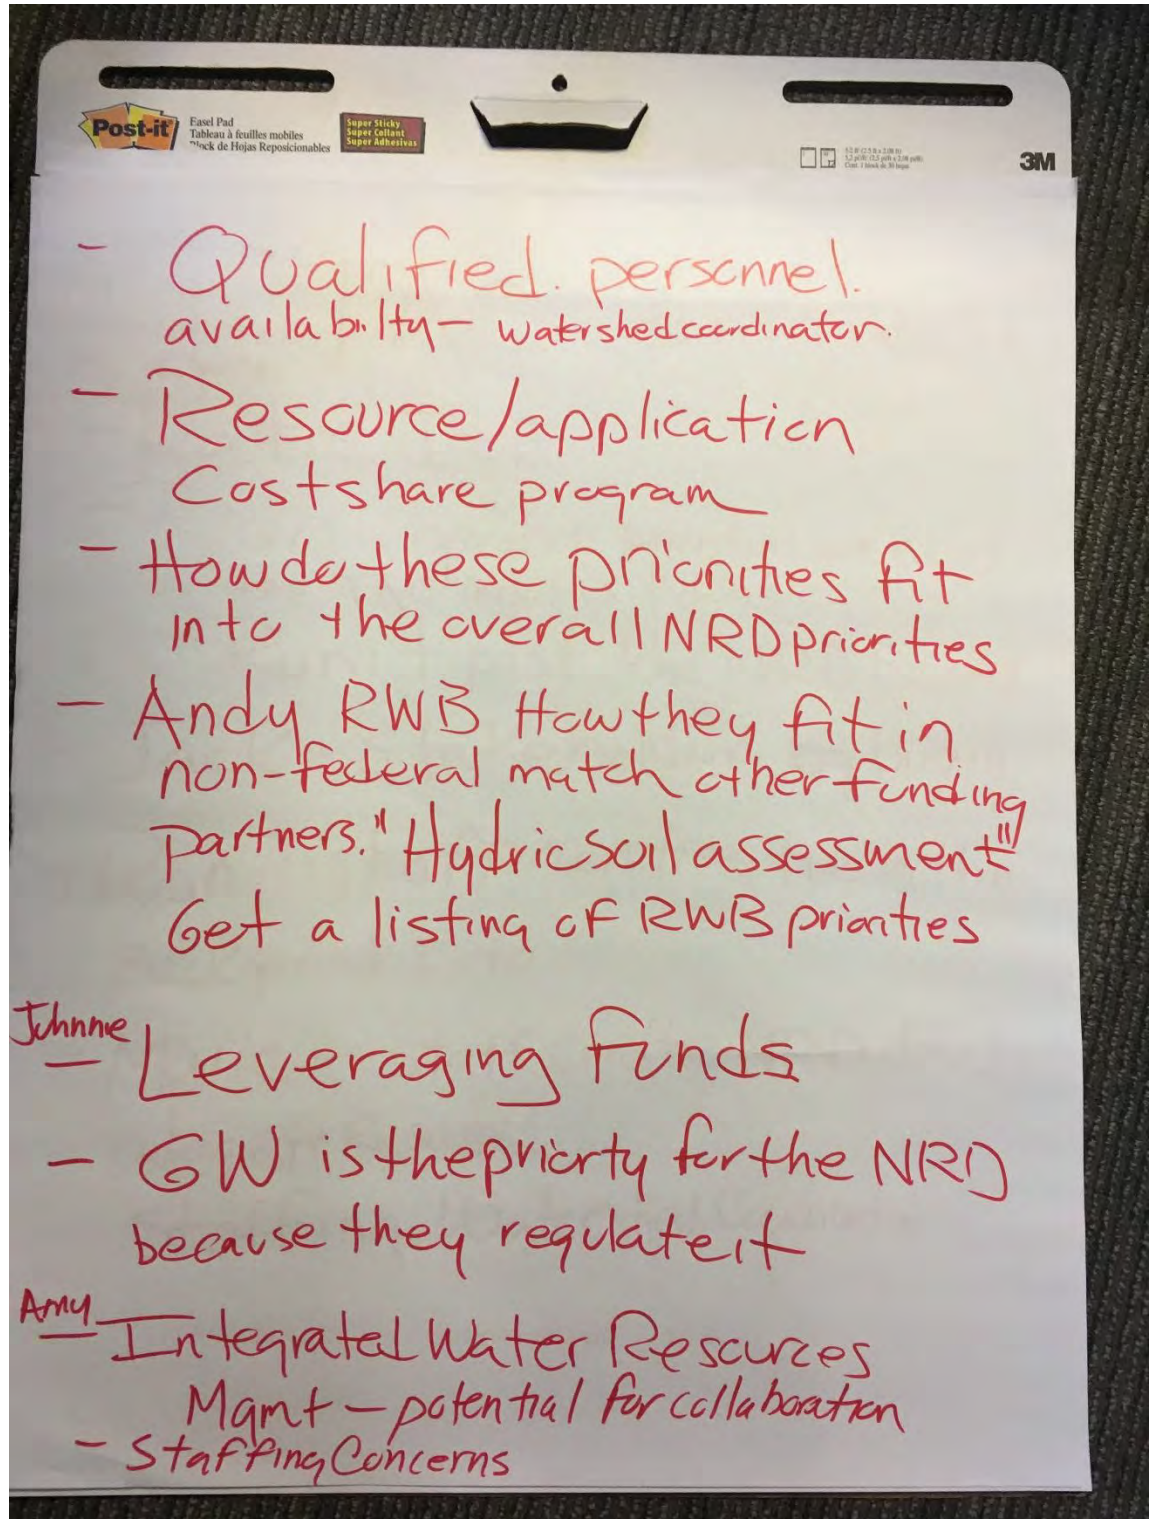 Post-it
Easel Pad
Tableau à feuilles mobiles
Block de Hojas Reposicionables
Super Sticky
Super Collant
Super Adhesivas
3M
- Qualified. personnel.
availability - watershed coordinator.
- Resource/application
Costshare program
- How do these priorities fit
into the overall NRD priorities
- Andy RWB How they fit in
non-federal match other funding
partners. "Hydric soil assessment"
Get a listing of RWB priorities
Johnnie
- Leveraging funds
- GW is the priorty for the NRD
because they regulate it
Amy
- Integrated Water Resources
Mgmt - potential for collaboration
- Staffing Concerns